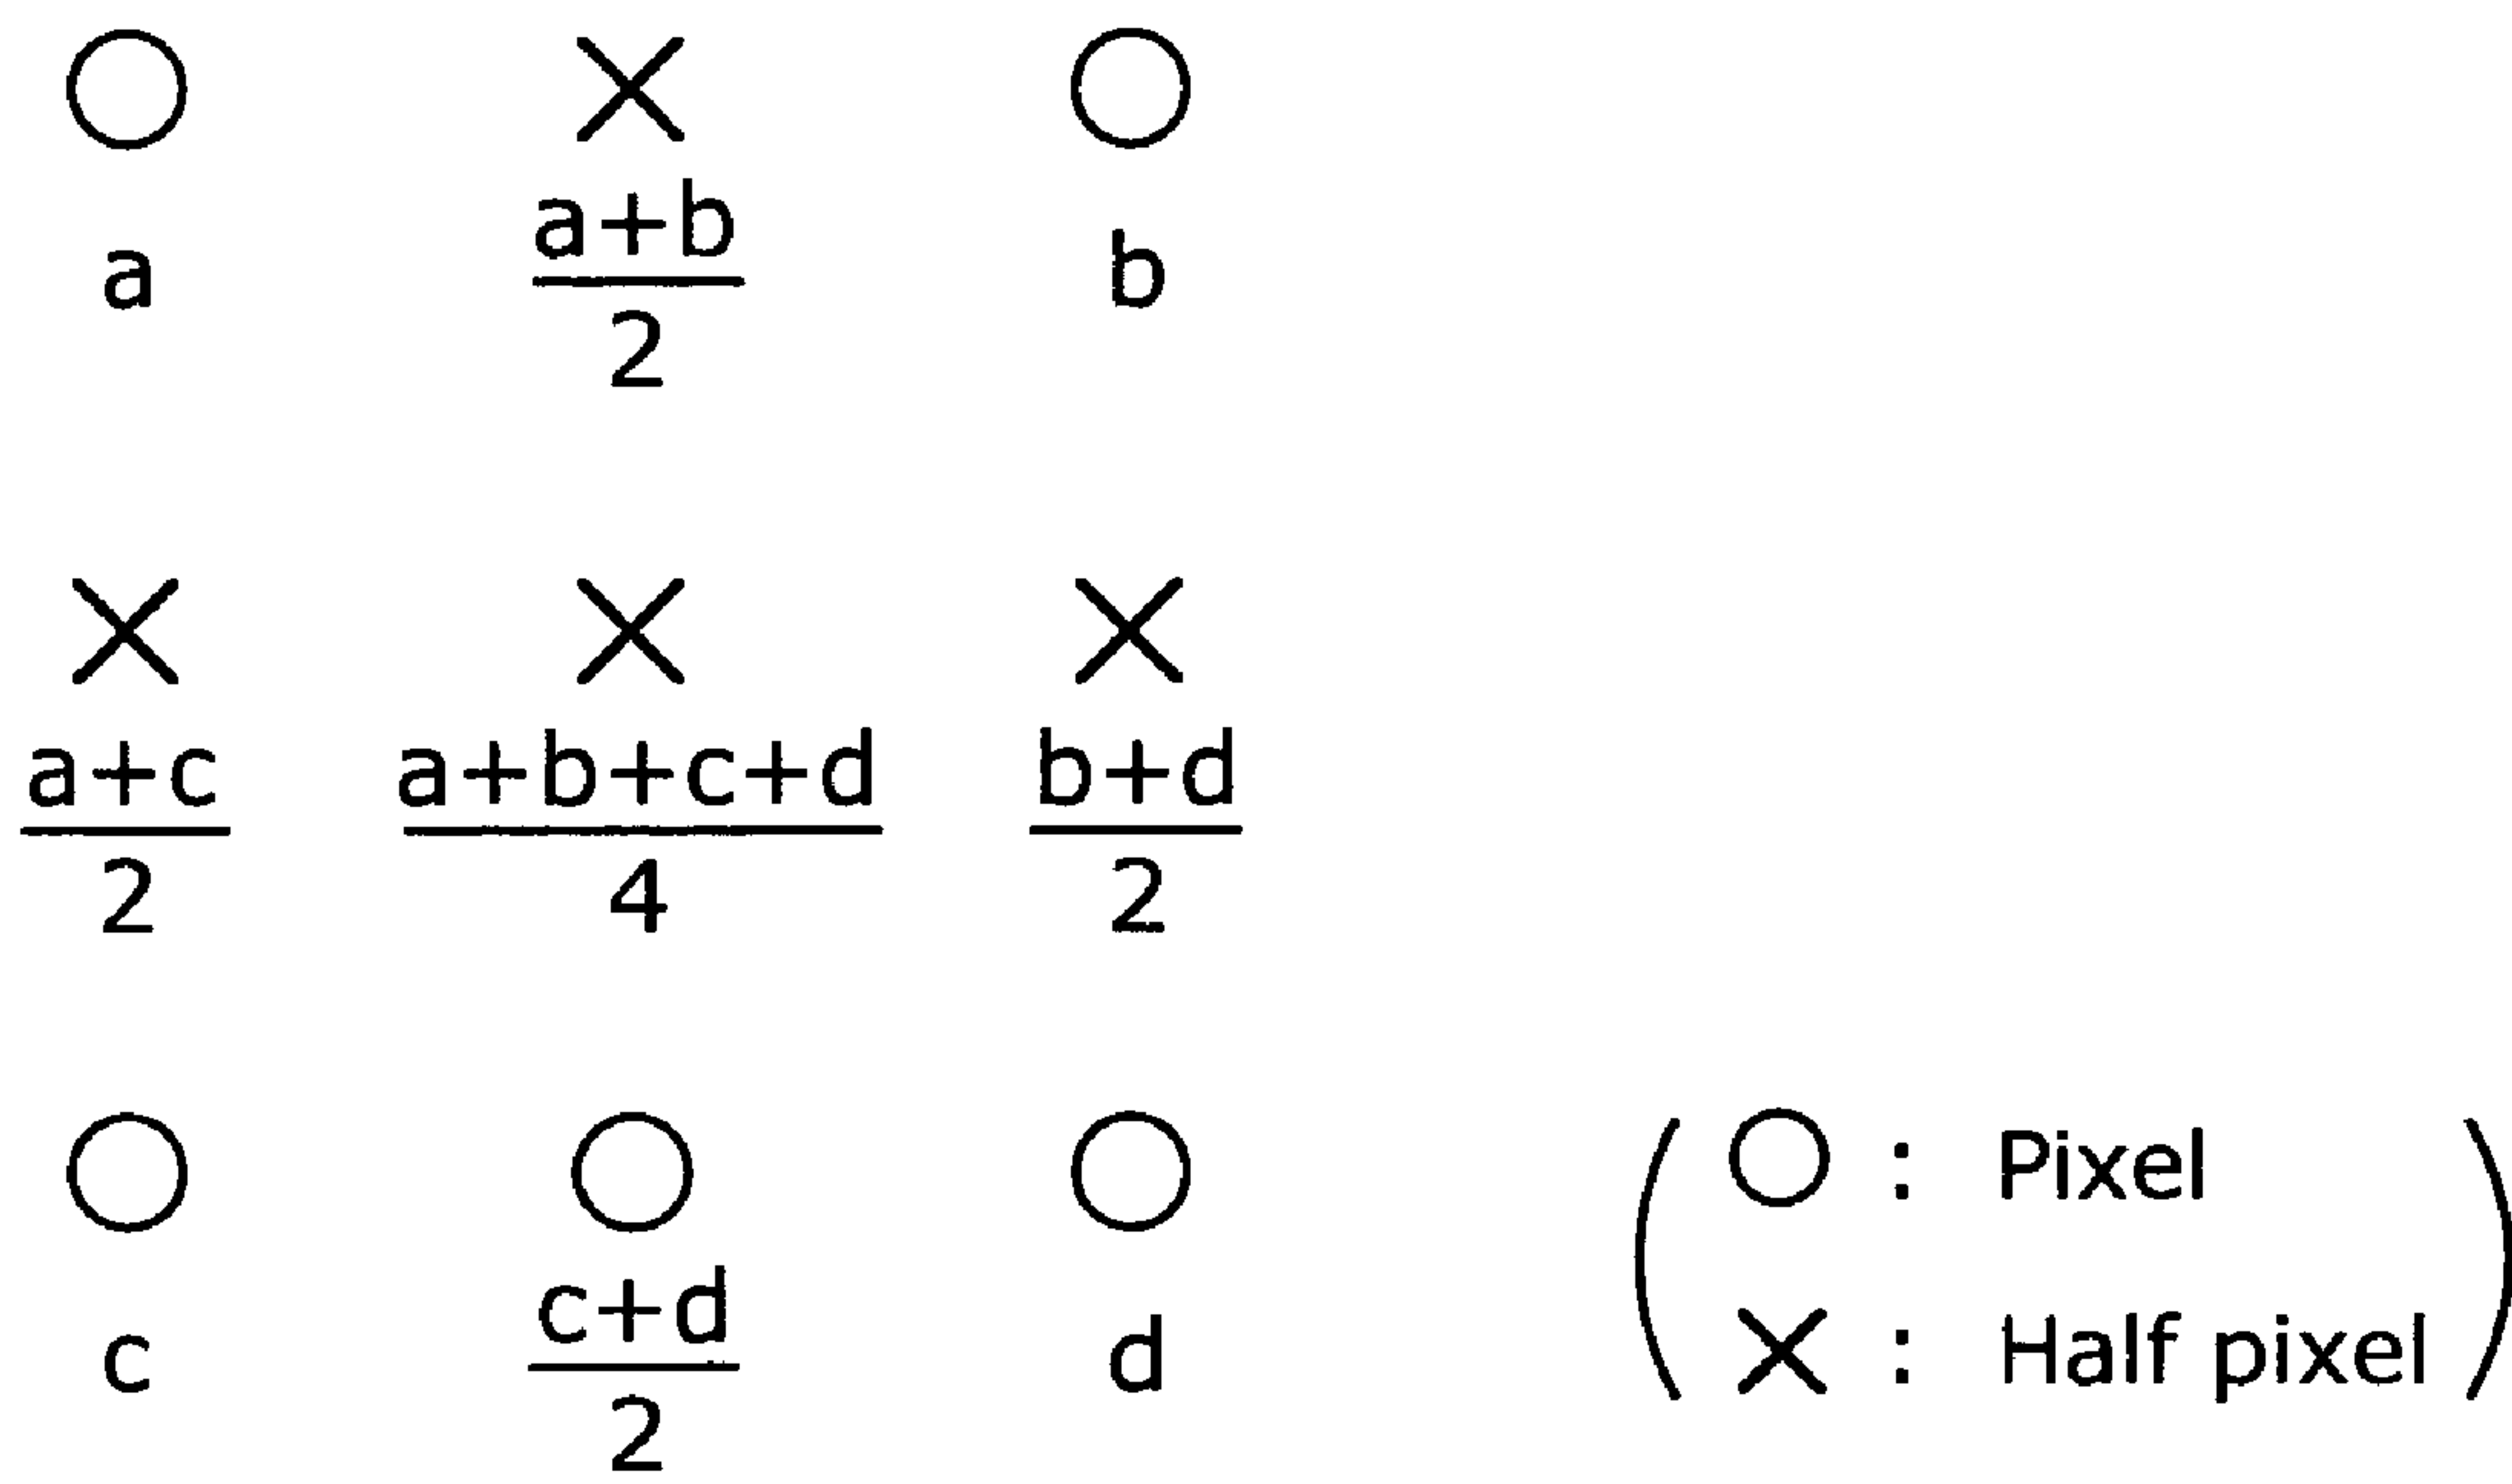 a
a+b
2
b
a+c
2
a+b+c+d
4
b+d
2
c
c+d
2
d
( ○ : Pixel
× : Half pixel )